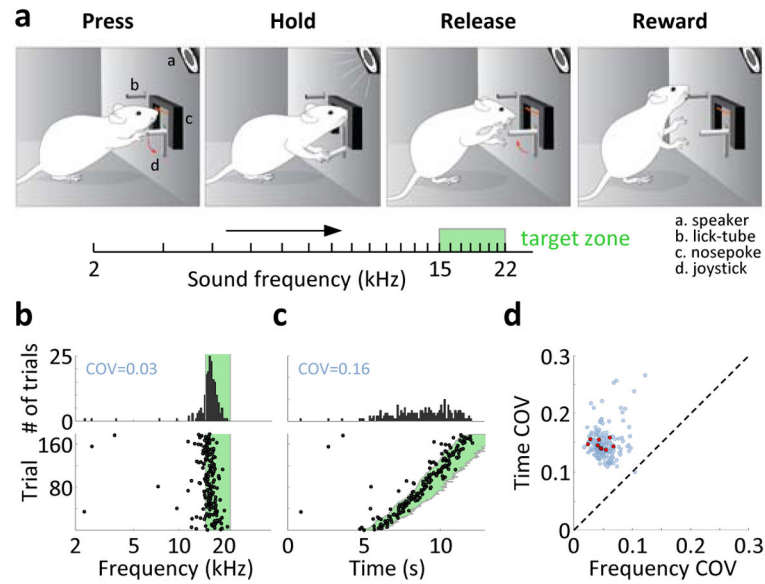 a Press Hold Release Reward
a
b
c
d
target zone
2 15 22
Sound frequency (kHz)
a. speaker
b. lick-tube
c. nosepoke
d. joystick
b
COV=0.03
# of trials
25
0
Trial
160
80
2 5 10 20
Frequency (kHz)
c
COV=0.16
0 5 10
Time (s)
d
Time COV
0.3
0.2
0.1
0
0 0.1 0.2 0.3
Frequency COV